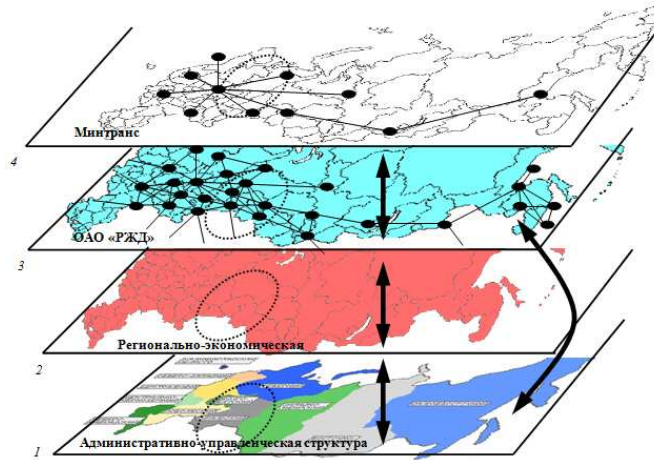 Минтранс
4
ОАО «РЖД»
3
Регионально-экономическая
2
Административно-управленческая структура
1